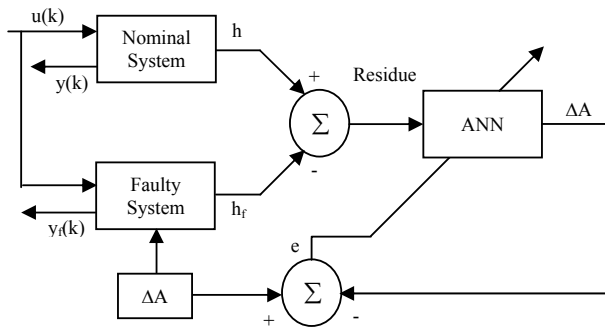 u(k)
Nominal
System
h
y(k)
+
Residue
Σ
ANN
ΔA
-
Faulty
System
h_f
y_f(k)
e
ΔA
Σ
+
-